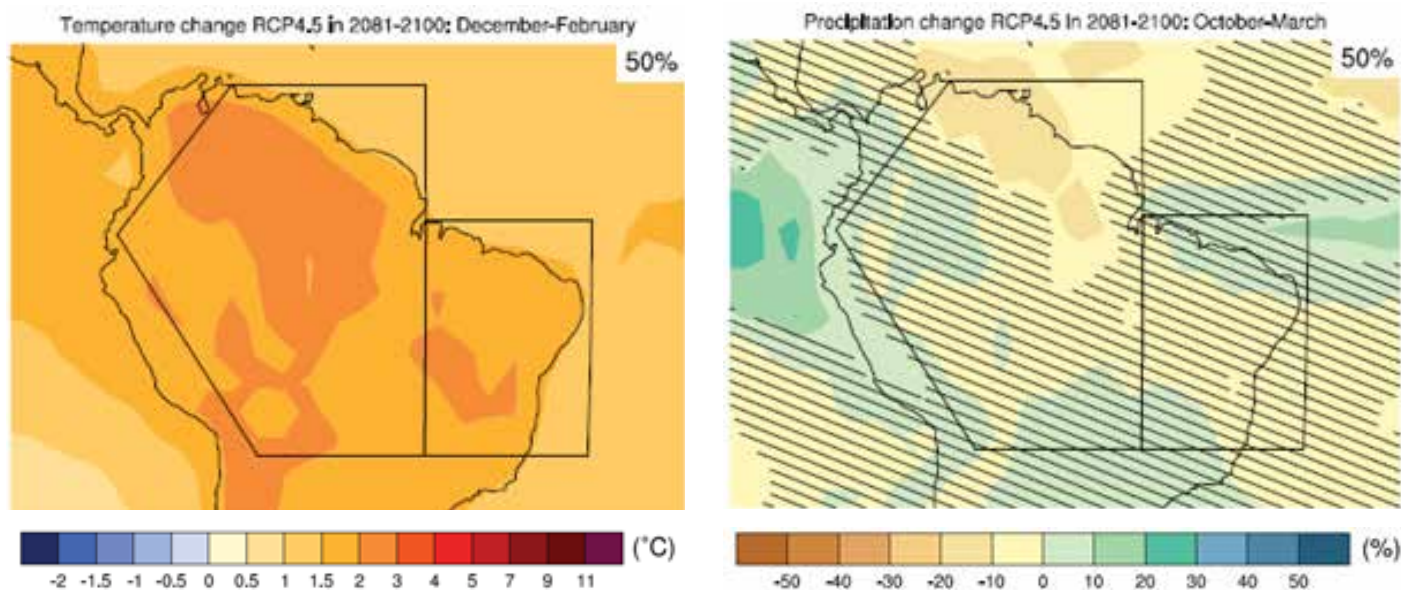 Temperature change RCP4.5 in 2081-2100: December-February
50%
-2 -1.5 -1 -0.5 0 0.5 1 1.5 2 3 4 5 7 9 11 (°C)
Precipitation change RCP4.5 in 2081-2100: October-March
50%
-50 -40 -30 -20 -10 0 10 20 30 40 50 (%)